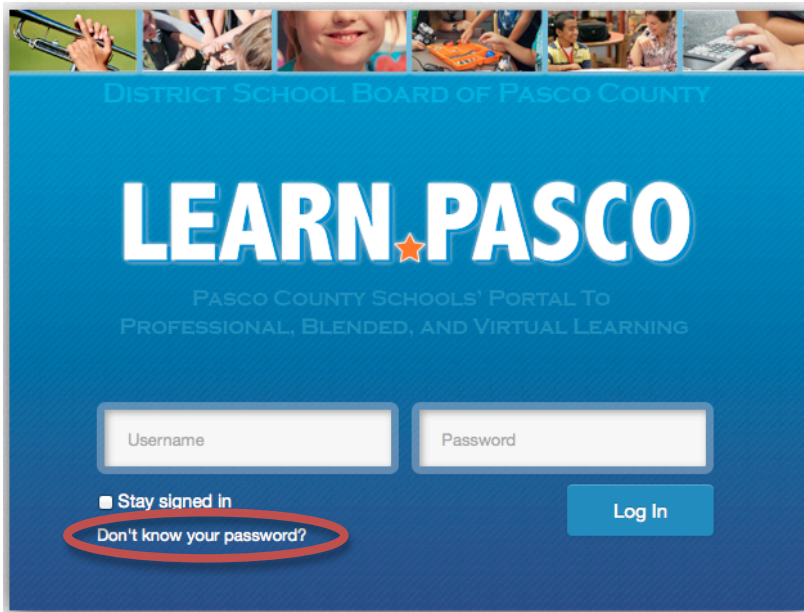 DISTRICT SCHOOL BOARD OF PASCO COUNTY
LEARN.PASCO
PASCO COUNTY SCHOOLS' PORTAL TO
PROFESSIONAL, BLENDED, AND VIRTUAL LEARNING
Username
Password
Stay signed in
Log In
Don't know your password?